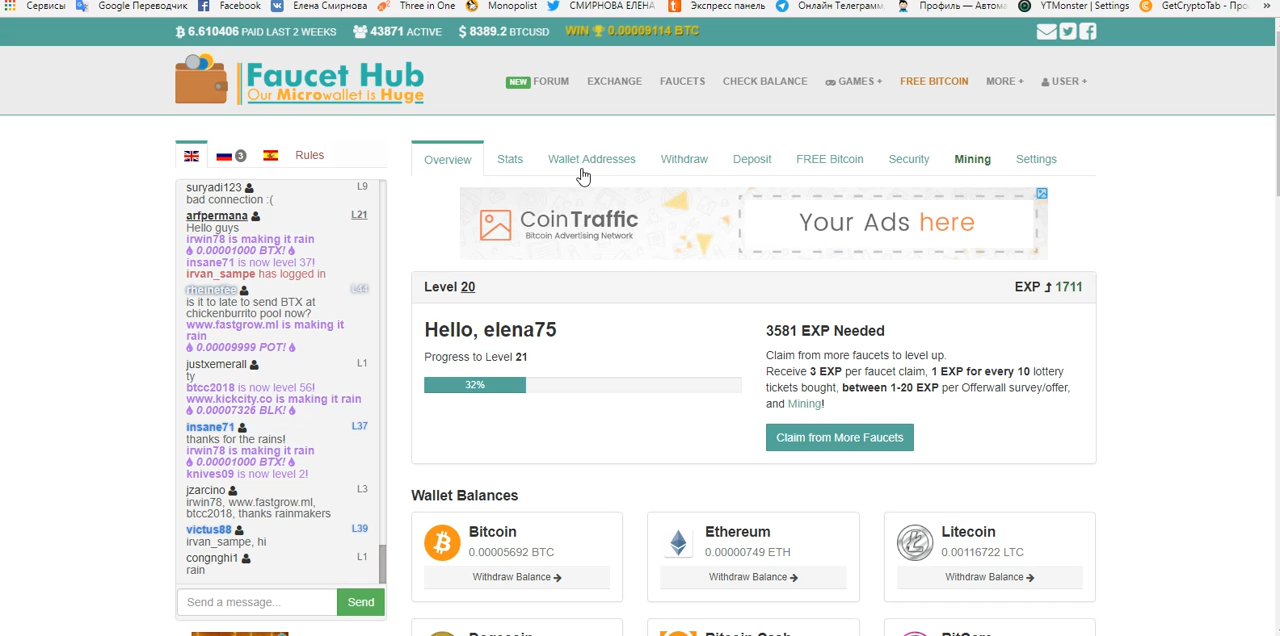 Сервисы Google Переводчик Facebook Елена Смирнова Three in One Monopolist СМИРНОВА ЕЛЕНА Экспресс панель Онлайн Телеграмм Профиль — Автома YTMonster | Settings GetCryptoTab - Про »
6.610406 PAID LAST 2 WEEKS 43871 ACTIVE $ 8389.2 BTCUSD WIN 0.00009114 BTC
Faucet Hub
Our Microwallet is Huge
NEW FORUM EXCHANGE FAUCETS CHECK BALANCE GAMES + FREE BITCOIN MORE + USER +
3 Rules
Overview Stats Wallet Addresses Withdraw Deposit FREE Bitcoin Security Mining Settings
suryadi123 L9
bad connection :(
arfpermana L21
Hello guys
irwin78 is making it rain
0.00001000 BTX!
insane71 is now level 37!
irvan_sampe has logged in
rheinefee L44
is it to late to send BTX at
chickenburrito pool now?
www.fastgrow.ml is making it
rain
0.00009999 POT!
justxemerall L1
ty
btcc2018 is now level 56!
www.kickcity.co is making it rain
0.00007326 BLK!
insane71 L37
thanks for the rains!
irwin78 is making it rain
0.00001000 BTX!
knives09 is now level 2!
jzarcino L3
irwin78, www.fastgrow.ml,
btcc2018, thanks rainmakers
victus88 L39
irvan_sampe, hi
congnghi1 L1
rain
Send a message... Send
CoinTraffic
Bitcoin Advertising Network
Your Ads here
Level 20 EXP 1711
Hello, elena75
Progress to Level 21
32%
3581 EXP Needed
Claim from more faucets to level up.
Receive 3 EXP per faucet claim, 1 EXP for every 10 lottery
tickets bought, between 1-20 EXP per Offerwall survey/offer,
and Mining!
Claim from More Faucets
Wallet Balances
Bitcoin
0.00005692 BTC
Withdraw Balance
Ethereum
0.00000749 ETH
Withdraw Balance
Litecoin
0.00116722 LTC
Withdraw Balance
Dogecoin Bitcoin Cash BitCore